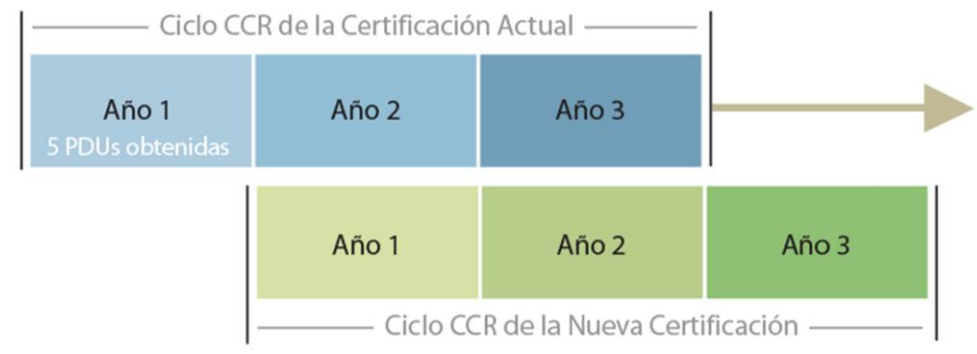 Ciclo CCR de la Certificación Actual
Año 1
5 PDUs obtenidas
Año 2
Año 3
Año 1
Año 2
Año 3
Ciclo CCR de la Nueva Certificación